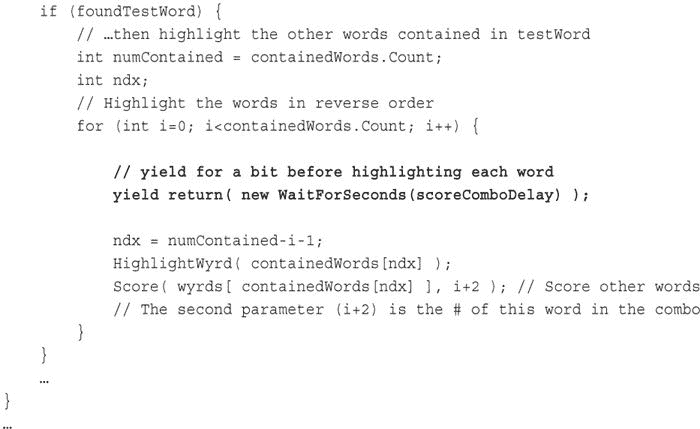 if (foundTestWord) {
// …then highlight the other words contained in testWord
int numContained = containedWords.Count;
int ndx;
// Highlight the words in reverse order
for (int i=0; i<containedWords.Count; i++) {
// yield for a bit before highlighting each word
yield return( new WaitForSeconds(scoreComboDelay) );
ndx = numContained-i-1;
HighlightWyrd( containedWords[ndx] );
Score( wyrds[ containedWords[ndx] ], i+2 ); // Score other words
// The second parameter (i+2) is the # of this word in the combo
}
}
…
}
…